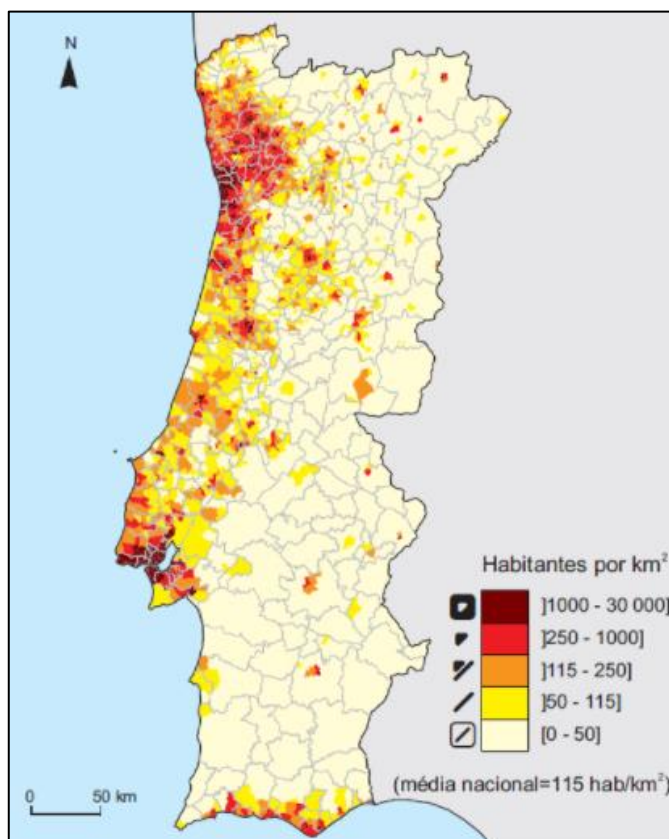 N
Habitantes por km²
]1000 - 30 000]
]250 - 1000]
]115 - 250]
]50 - 115]
[0 - 50]
(média nacional=115 hab/km²)
0 50 km